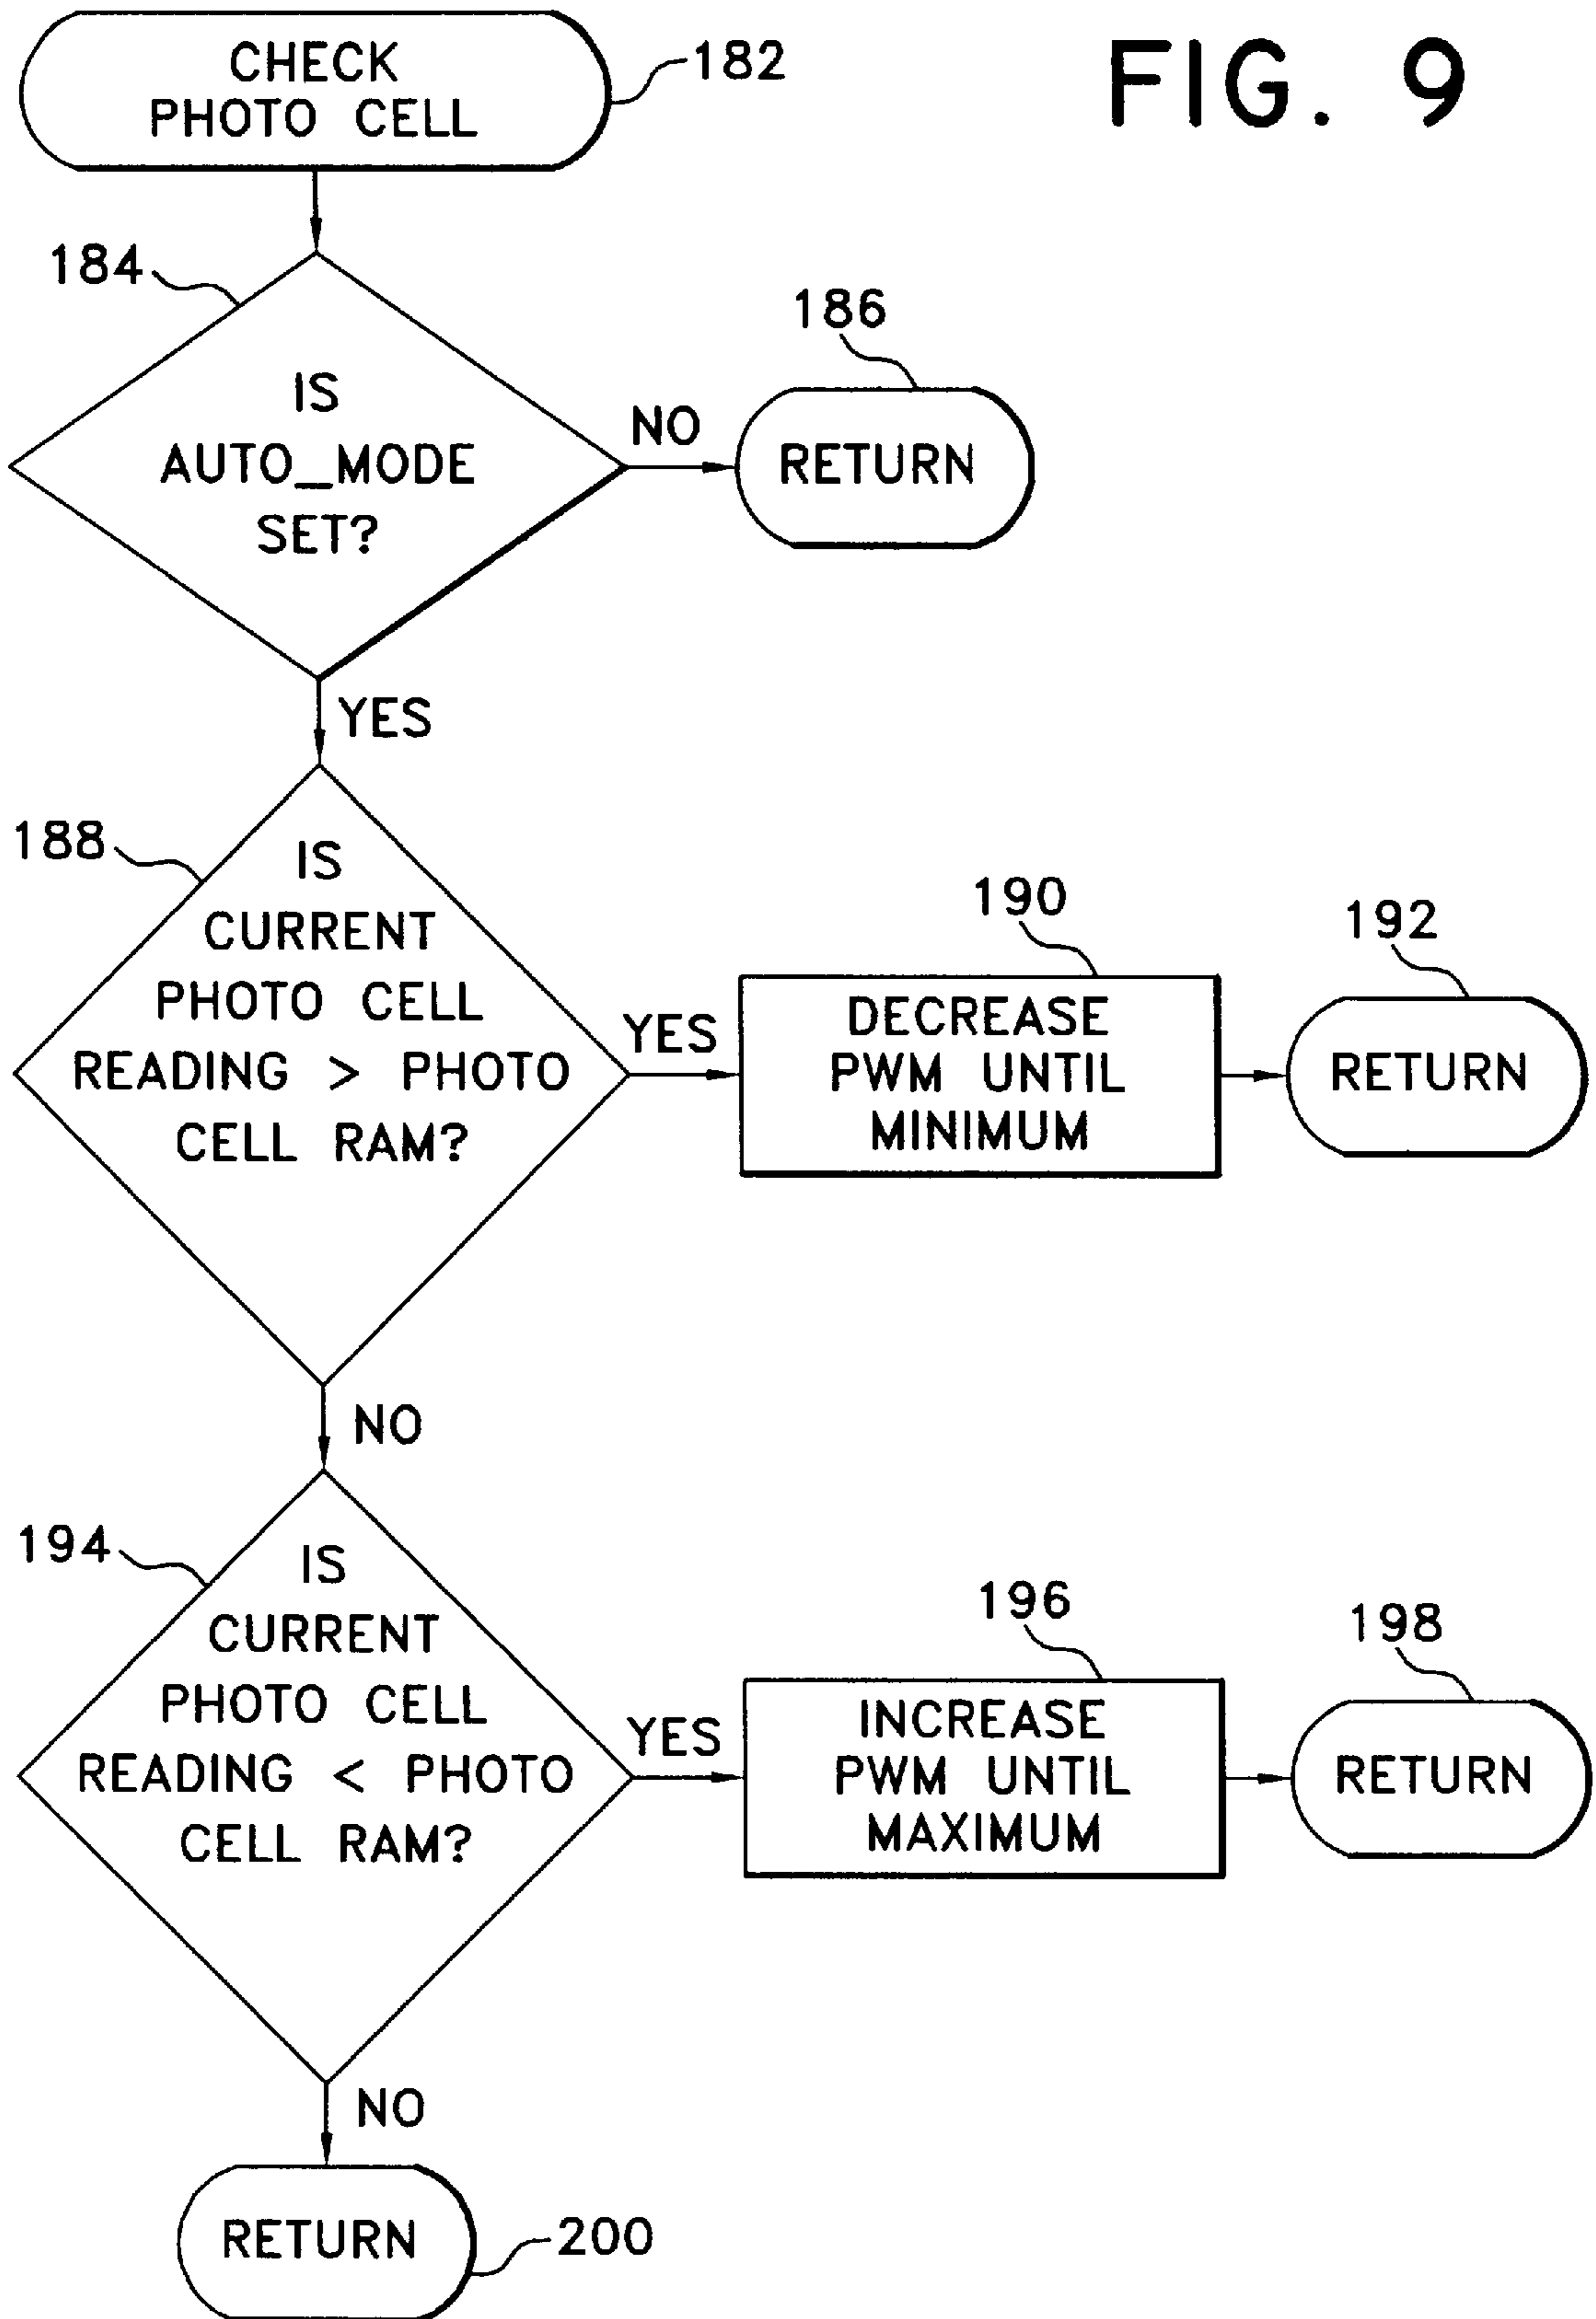 FIG. 9
CHECK
PHOTO CELL
182
184
IS
AUTO_MODE
SET?
NO
186
RETURN
YES
188
IS
CURRENT
PHOTO CELL
READING > PHOTO
CELL RAM?
YES
190
DECREASE
PWM UNTIL
MINIMUM
192
RETURN
NO
194
IS
CURRENT
PHOTO CELL
READING < PHOTO
CELL RAM?
YES
196
INCREASE
PWM UNTIL
MAXIMUM
198
RETURN
NO
RETURN
200